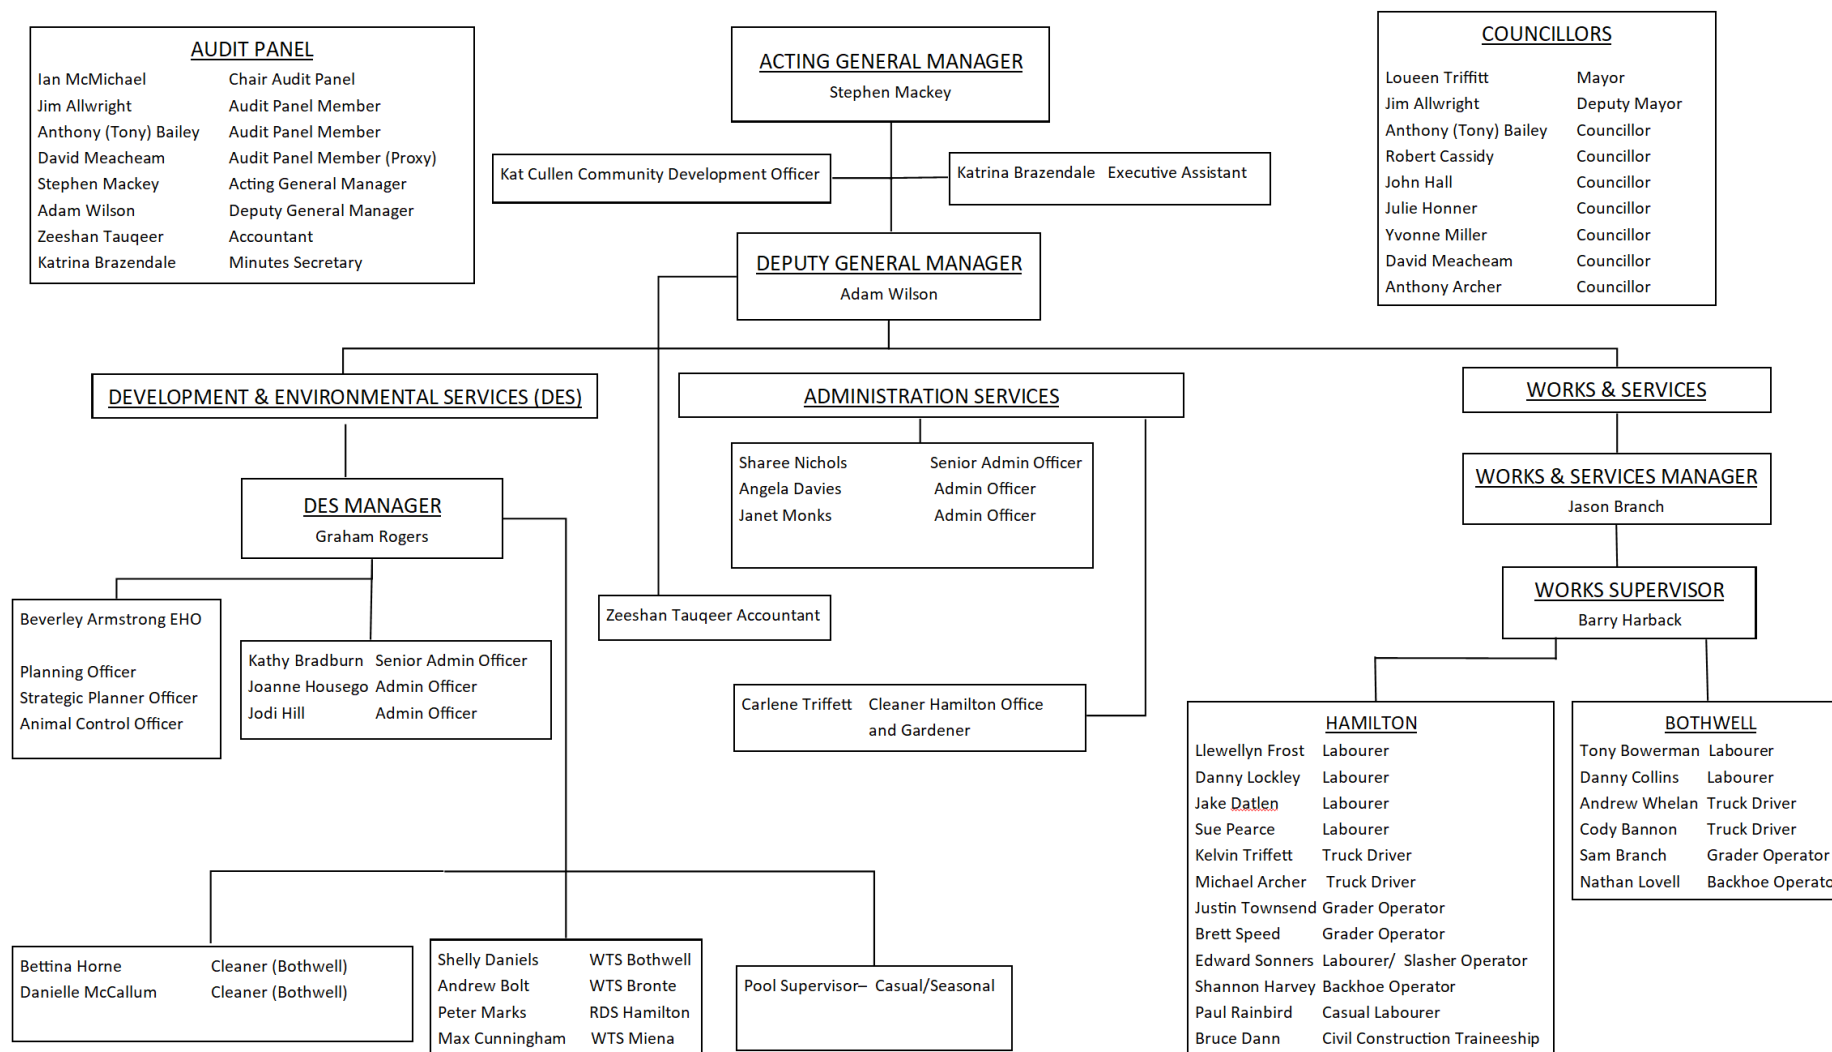 AUDIT PANEL
Ian McMichael Chair Audit Panel
Jim Allwright Audit Panel Member
Anthony (Tony) Bailey Audit Panel Member
David Meacheam Audit Panel Member (Proxy)
Stephen Mackey Acting General Manager
Adam Wilson Deputy General Manager
Zeeshan Tauqeer Accountant
Katrina Brazendale Minutes Secretary
ACTING GENERAL MANAGER
Stephen Mackey
COUNCILLORS
Loueen Triffitt Mayor
Jim Allwright Deputy Mayor
Anthony (Tony) Bailey Councillor
Robert Cassidy Councillor
John Hall Councillor
Julie Honner Councillor
Yvonne Miller Councillor
David Meacheam Councillor
Anthony Archer Councillor
Kat Cullen Community Development Officer
Katrina Brazendale Executive Assistant
DEPUTY GENERAL MANAGER
Adam Wilson
DEVELOPMENT & ENVIRONMENTAL SERVICES (DES)
ADMINISTRATION SERVICES
WORKS & SERVICES
DES MANAGER
Graham Rogers
Sharee Nichols Senior Admin Officer
Angela Davies Admin Officer
Janet Monks Admin Officer
WORKS & SERVICES MANAGER
Jason Branch
WORKS SUPERVISOR
Barry Harback
Beverley Armstrong EHO
Planning Officer
Strategic Planner Officer
Animal Control Officer
Kathy Bradburn Senior Admin Officer
Joanne Housego Admin Officer
Jodi Hill Admin Officer
Zeeshan Tauqeer Accountant
Carlene Triffett Cleaner Hamilton Office
and Gardener
HAMILTON
Llewellyn Frost Labourer
Danny Lockley Labourer
Jake Datlen Labourer
Sue Pearce Labourer
Kelvin Triffett Truck Driver
Michael Archer Truck Driver
Justin Townsend Grader Operator
Brett Speed Grader Operator
Edward Sonners Labourer/ Slasher Operator
Shannon Harvey Backhoe Operator
Paul Rainbird Casual Labourer
Bruce Dann Civil Construction Traineeship
BOTHWELL
Tony Bowerman Labourer
Danny Collins Labourer
Andrew Whelan Truck Driver
Cody Bannon Truck Driver
Sam Branch Grader Operator
Nathan Lovell Backhoe Operato
Bettina Horne Cleaner (Bothwell)
Danielle McCallum Cleaner (Bothwell)
Shelly Daniels WTS Bothwell
Andrew Bolt WTS Bronte
Peter Marks RDS Hamilton
Max Cunningham WTS Miena
Pool Supervisor– Casual/Seasonal